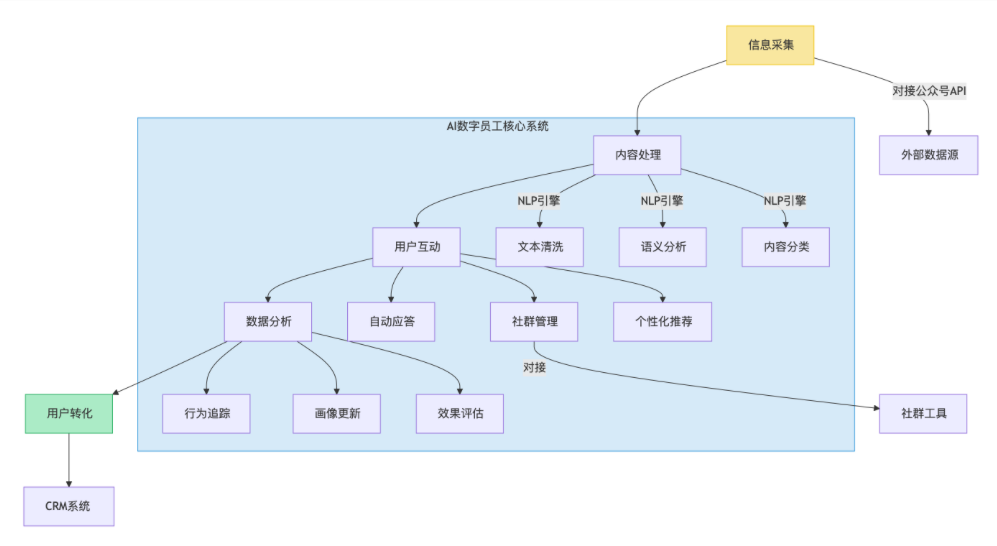 信息采集
对接公众号API
AI数字员工核心系统
内容处理
外部数据源
NLP引擎
NLP引擎
NLP引擎
用户互动
文本清洗
语义分析
内容分类
数据分析
自动应答
社群管理
个性化推荐
对接
用户转化
行为追踪
画像更新
效果评估
社群工具
CRM系统